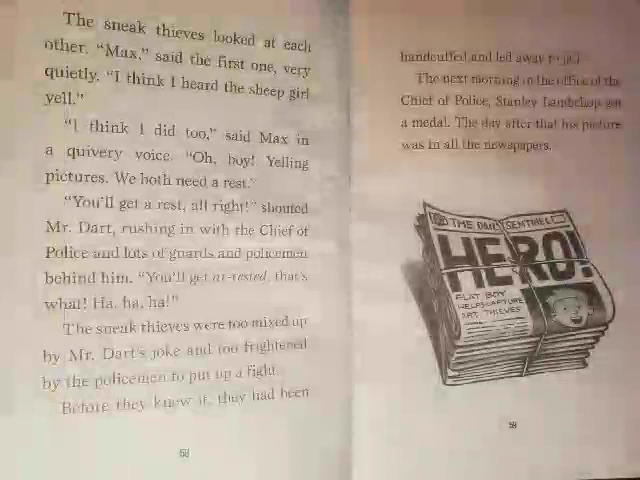 The sneak thieves looked at each
other. “Max,” said the first one, very
quietly. “I think I heard the sheep girl
yell.”
“I think I did too,” said Max in
a quivery voice. “Oh, boy! Yelling
pictures. We both need a rest.”
“You’ll get a rest, all right!” shouted
Mr. Dart, rushing in with the Chief of
Police and lots of guards and policemen
behind him. “You’ll get ar-rested, that’s
what! Ha, ha, ha!”
The sneak thieves were too mixed up
by Mr. Dart’s joke and too frightened
by the policemen to put up a fight.
Before they knew it, they had been
58
handcuffed and led away to jail.
The next morning in the office of the
Chief of Police, Stanley Lambchop got
a medal. The day after that his picture
was in all the newspapers.
THE DAILY SENTINEL
HERO!
FLAT BOY
HELPS CAPTURE
ART THIEVES
59